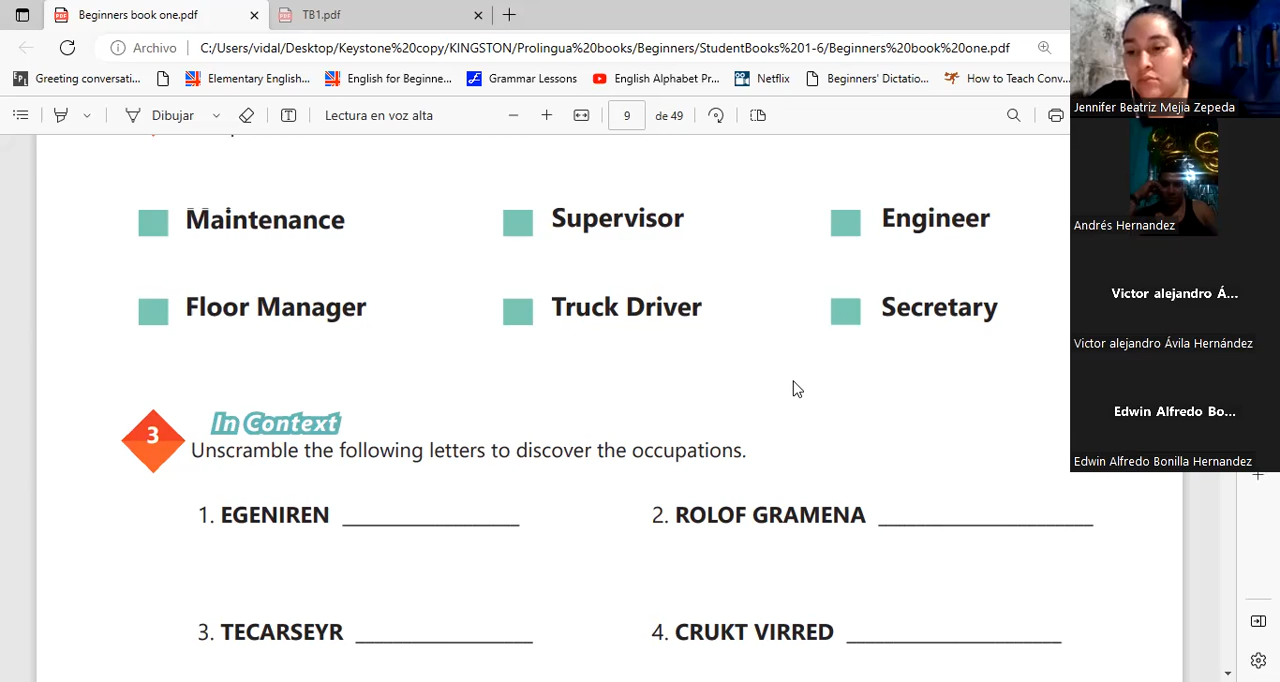 Beginners book one.pdf
TB1.pdf
Archivo
C:/Users/vidal/Desktop/Keystone%20copy/KINGSTON/Prolingua%20books/Beginners/StudentBooks%201-6/Beginners%20book%20one.pdf
Greeting conversati...
Elementary English...
English for Beginne...
Grammar Lessons
English Alphabet Pr...
Netflix
Beginners' Dictatio...
How to Teach Conv...
Dibujar
Lectura en voz alta
9
de 49
Maintenance
Supervisor
Engineer
Floor Manager
Truck Driver
Secretary
3
In Context
Unscramble the following letters to discover the occupations.
1. EGENIREN
2. ROLOF GRAMENA
3. TECARSEYR
4. CRUKT VIRRED
Jennifer Beatriz Mejia Zepeda
Andrés Hernandez
Victor alejandro Á...
Victor alejandro Ávila Hernández
Edwin Alfredo Bo...
Edwin Alfredo Bonilla Hernandez